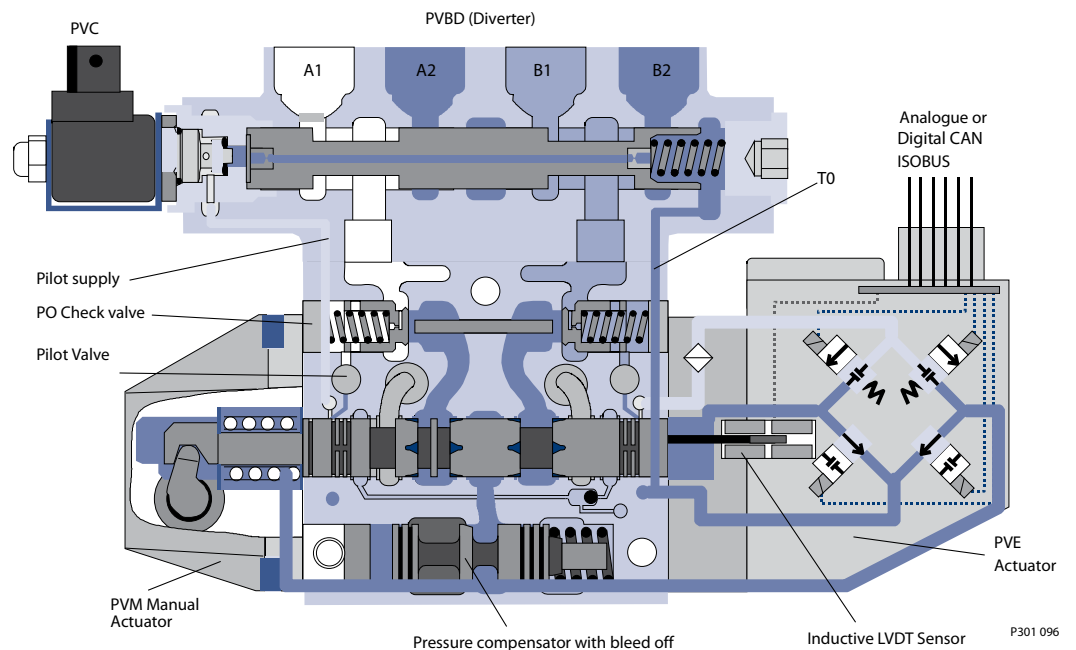 PVBD (Diverter)
PVC
A1
A2
B1
B2
Analogue or
Digital CAN
ISOBUS
T0
Pilot supply
PO Check valve
Pilot Valve
PVE
Actuator
PVM Manual
Actuator
Pressure compensator with bleed off
Inductive LVDT Sensor
P301 096